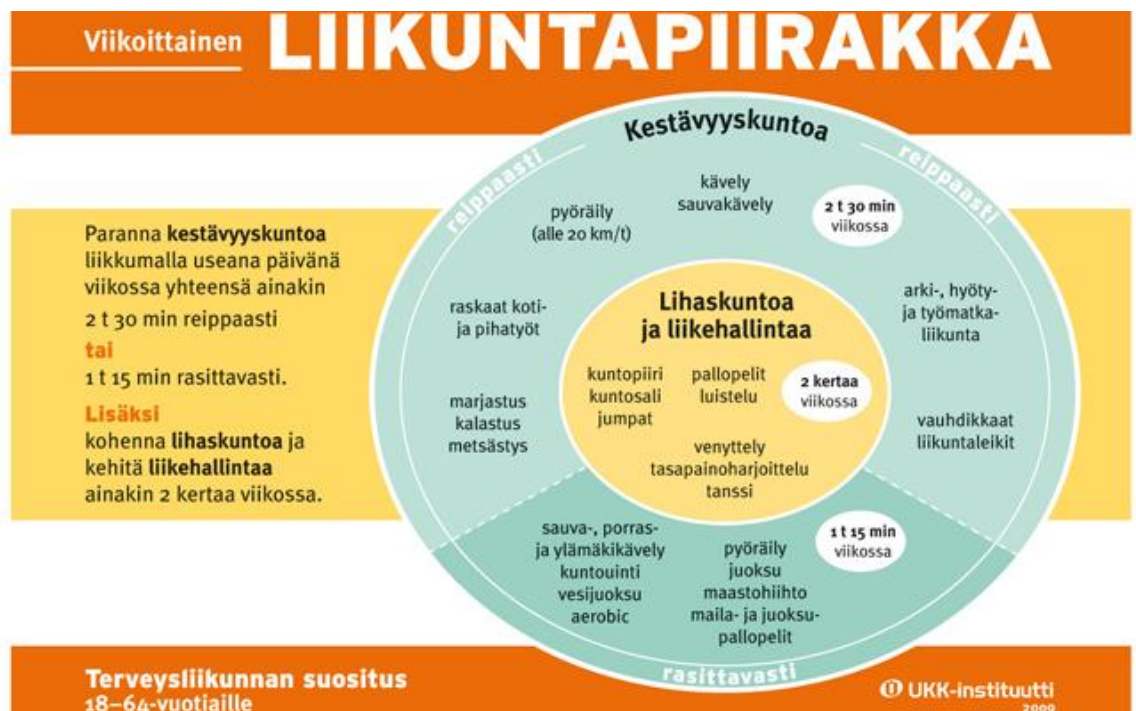 Viikoittainen LIIKUNTAPIIRAKKA
Kestävyyskuntoa
reippaasti
reippaasti
kävely
sauvakävely
pyöräily
(alle 20 km/t)
2 t 30 min
viikossa
raskaat koti-
ja pihatyöt
arki-, hyöty-
ja työmatka-
liikunta
marjastus
kalastus
metsästys
vauhdikkaat
liikuntaleikit
Lihaskuntoa
ja liikehallintaa
kuntopiiri
kuntosali
jumpat
pallopelit
luistelu
2 kertaa
viikossa
venyttely
tasapainoharjoittelu
tanssi
sauva-, porras-
ja ylämäkikävely
kuntouinti
vesijuoksu
aerobic
pyöräily
juoksu
maastohiihto
maila- ja juoksu-
pallopelit
1 t 15 min
viikossa
rasittavasti
Paranna kestävyyskuntoa
liikkumalla useana päivänä
viikossa yhteensä ainakin
2 t 30 min reippaasti
tai
1 t 15 min rasittavasti.
Lisäksi
kohenna lihaskuntoa ja
kehitä liikehallintaa
ainakin 2 kertaa viikossa.
Terveysliikunnan suositus
18–64-vuotiaille
UKK-instituutti
2009